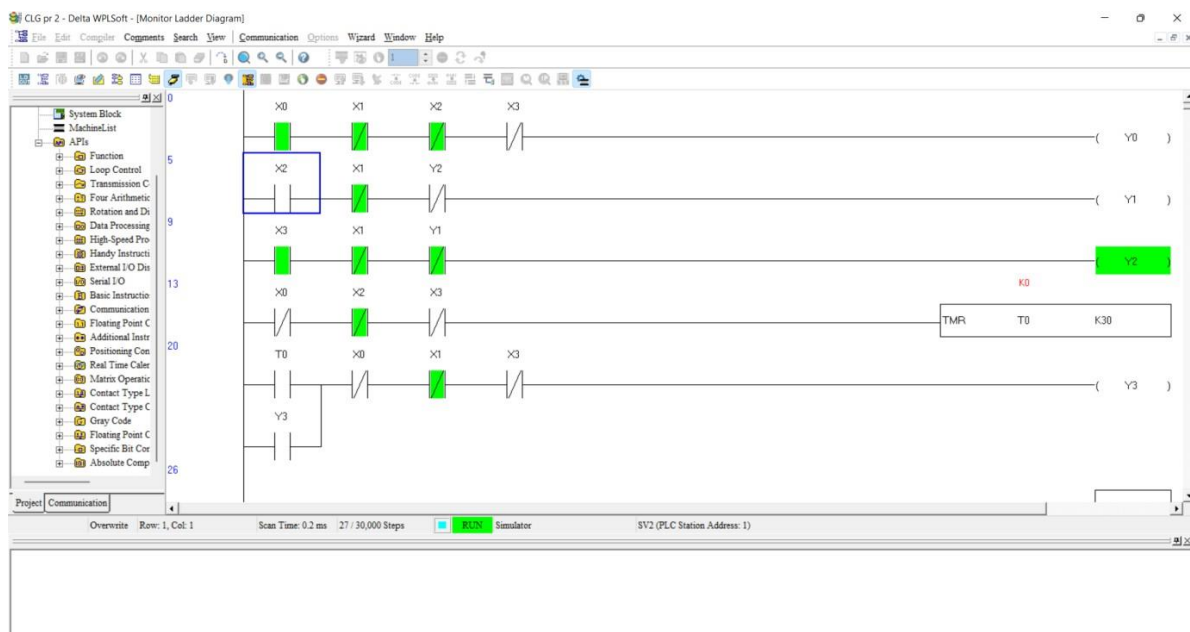 CLG pr 2 - Delta WPLSoft - [Monitor Ladder Diagram]
File Edit Compiler Comments Search View Communication Options Wizard Window Help
1
System Block
MachineList
APIs
Function
Loop Control
Transmission C
Four Arithmetic
Rotation and Di
Data Processing
High-Speed Pro
Handy Instructi
External I/O Dis
Serial I/O
Basic Instructio
Communication
Floating Point C
Additional Instr
Positioning Con
Real Time Caler
Matrix Operatic
Contact Type L
Contact Type C
Gray Code
Floating Point C
Specific Bit Cor
Absolute Comp
Project Communication
0
X0 X1 X2 X3
Y0
5
X2 X1 Y2
Y1
9
X3 X1 Y1
Y2
13
K0
X0 X2 X3
TMR T0 K30
20
T0 X0 X1 X3
Y3
Y3
26
Overwrite Row: 1, Col: 1 Scan Time: 0.2 ms 27 / 30,000 Steps RUN Simulator SV2 (PLC Station Address: 1)